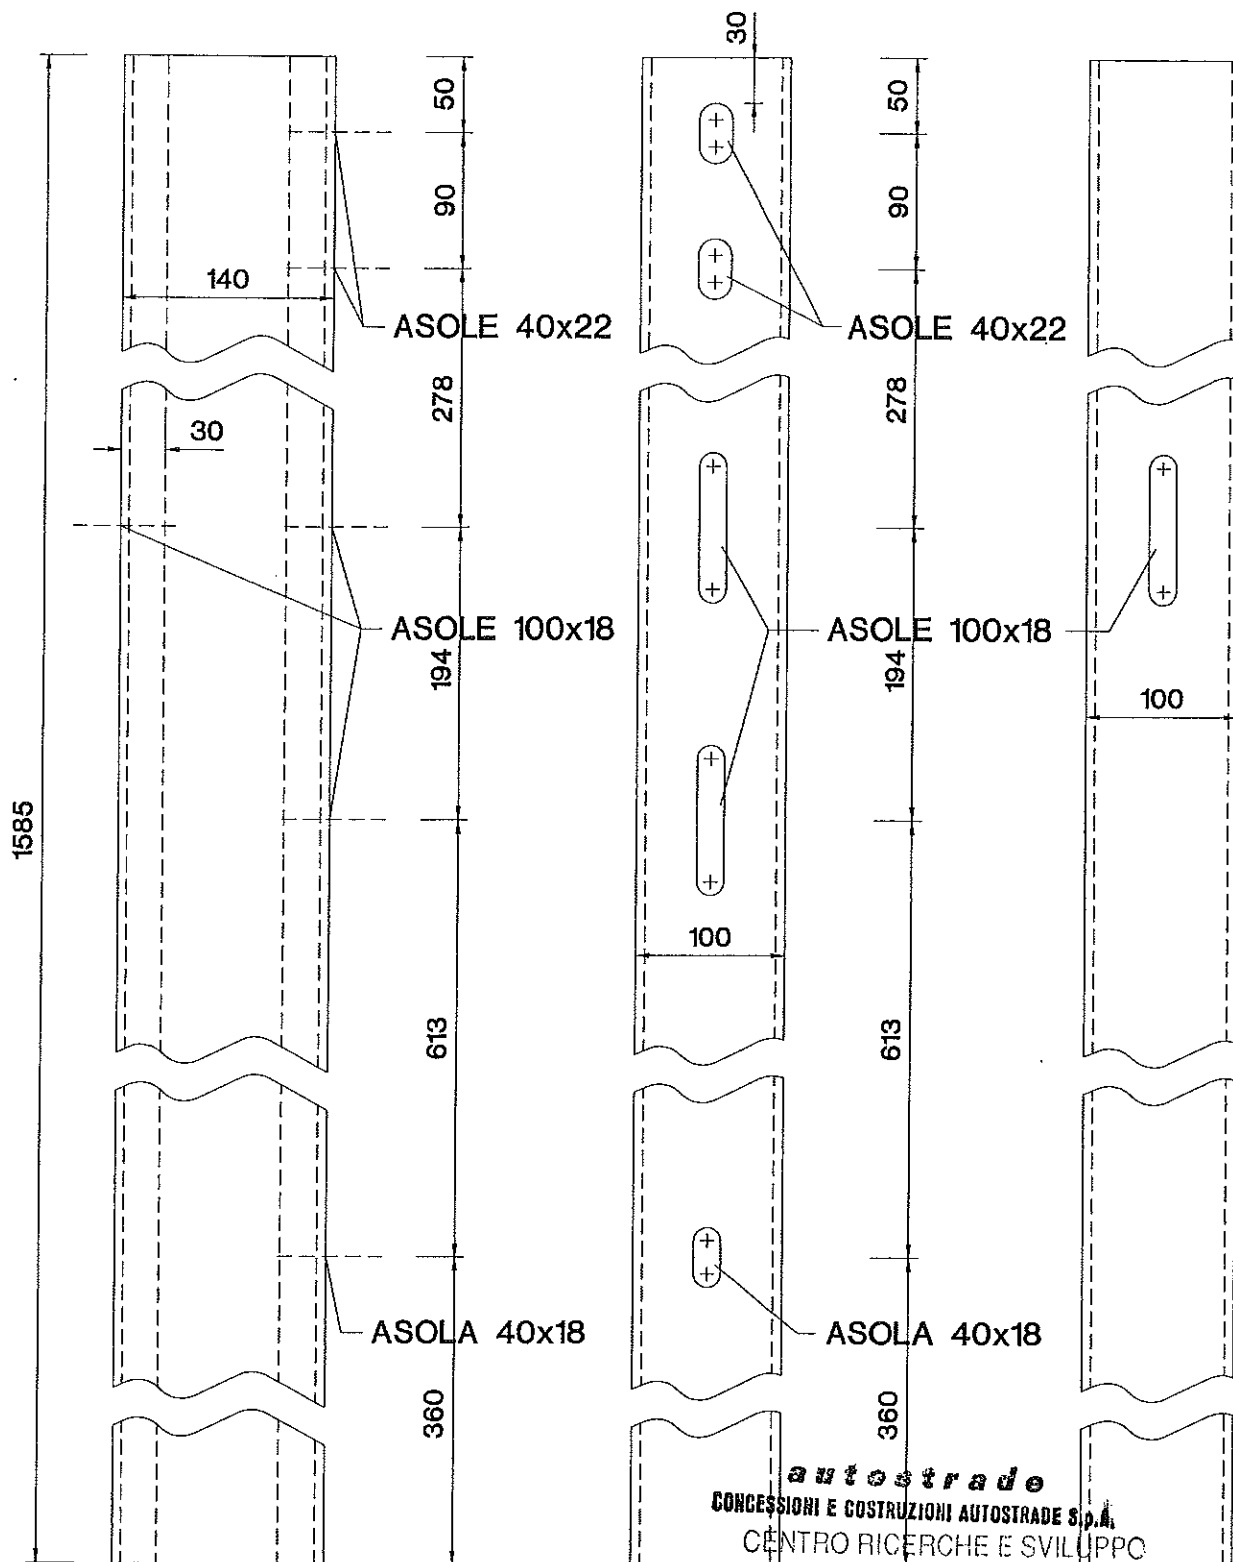 30
50
50
90
90
140
ASOLE 40x22
ASOLE 40x22
278
278
30
ASOLE 100x18
ASOLE 100x18
194
194
100
1585
100
613
613
ASOLA 40x18
ASOLA 40x18
360
360
autostrade
CONCESSIONI E COSTRUZIONI AUTOSTRADE S.p.A.
CENTRO RICERCHE E SVILUPPO